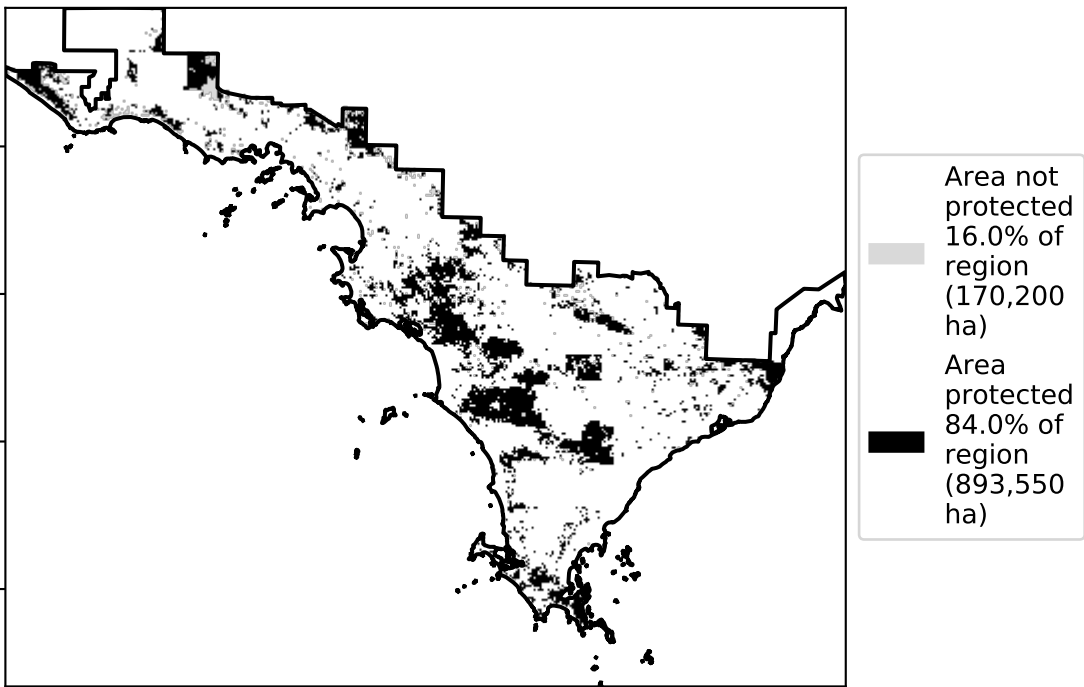 Area not
protected
16.0% of
region
(170,200
ha)
Area
protected
84.0% of
region
(893,550
ha)